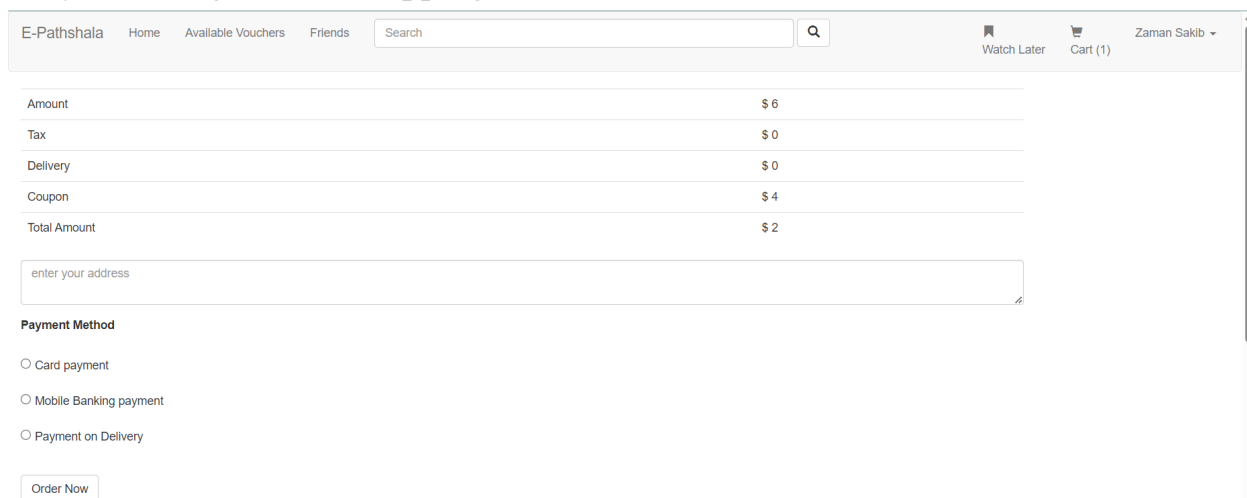 E-Pathshala Home Available Vouchers Friends Search Watch Later Cart (1) Zaman Sakib
Amount $ 6
Tax $ 0
Delivery $ 0
Coupon $ 4
Total Amount $ 2
enter your address
Payment Method
Card payment
Mobile Banking payment
Payment on Delivery
Order Now